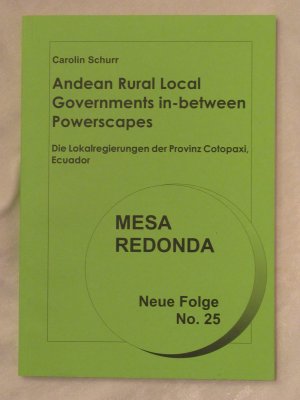 Carolin Schurr
Andean Rural Local
Governments in-between
Powerscapes
Die Lokalregierungen der Provinz Cotopaxi,
Ecuador
MESA
REDONDA
Neue Folge
No. 25